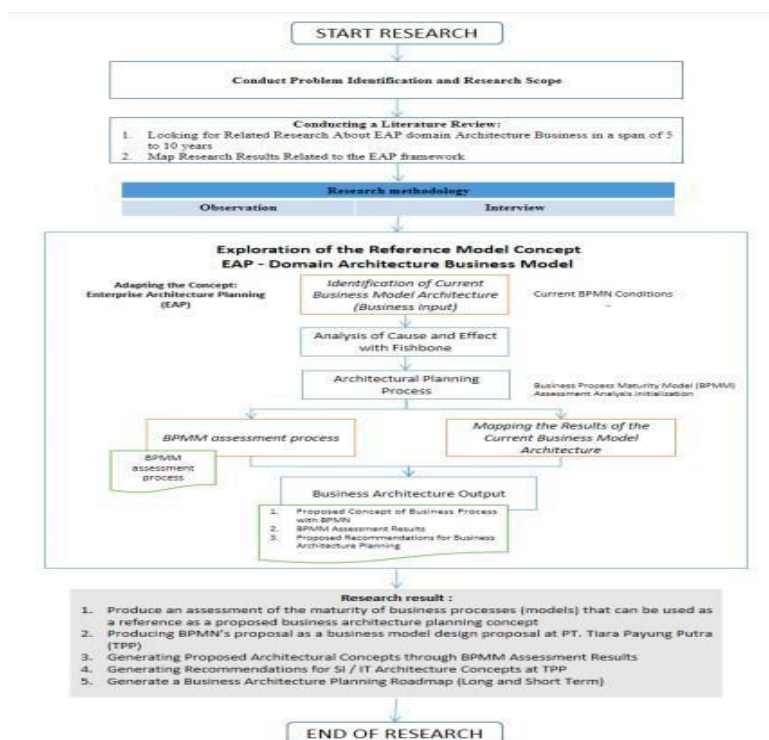 START RESEARCH
Conduct Problem Identification and Research Scope
Conducting a Literature Review:
1. Looking for Related Research About EAP domain Architecture Business in a span of 5
to 10 years
2. Map Research Results Related to the EAP framework
Research methodology
Observation Interview
Exploration of the Reference Model Concept
EAP - Domain Architecture Business Model
Adapting the Concept:
Enterprise Architecture Planning
(EAP)
Identification of Current
Business Model Architecture
(Business input)
Current BPMN Conditions
-
Analysis of Cause and Effect
with Fishbone
Architectural Planning
Process
Business Process Maturity Model (BPMM)
Assessment Analysis Initialization
BPMM assessment process
Mapping the Results of the
Current Business Model
Architecture
BPMM
assessment
process
Business Architecture Output
1. Proposed Concept of Business Process
with BPMN
2. BPMM Assessment Results
3. Proposed Recommendations for Business
Architecture Planning
Research result :
1. Produce an assessment of the maturity of business processes (models) that can be used as
a reference as a proposed business architecture planning concept
2. Producing BPMN's proposal as a business model design proposal at PT. Tiara Payung Putra
(TPP)
3. Generating Proposed Architectural Concepts through BPMM Assessment Results
4. Generating Recommendations for SI / IT Architecture Concepts at TPP
5. Generate a Business Architecture Planning Roadmap (Long and Short Term)
END OF RESEARCH